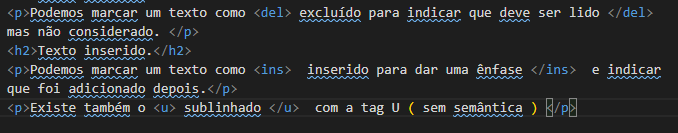 <p>Podemos marcar um texto como <del> excluído para indicar que deve ser lido </del>
mas não considerado. </p>
<h2>Texto inserido.</h2>
<p>Podemos marcar um texto como <ins>  inserido para dar uma ênfase </ins>  e indicar
que foi adicionado depois.</p>
<p>Existe também o <u> sublinhado </u>  com a tag U ( sem semântica ) </p>